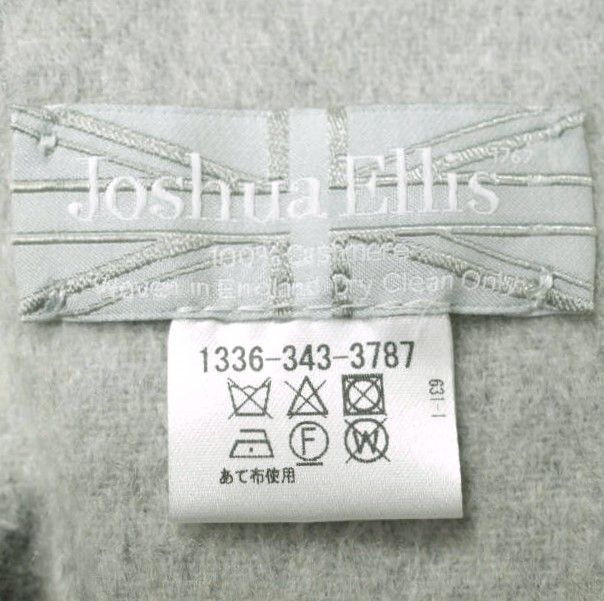 Joshua Ellis
1767
100% Cashmere
Woven in England Dry Clean Only
1336-343-3787
631-1
F
W
あて布使用